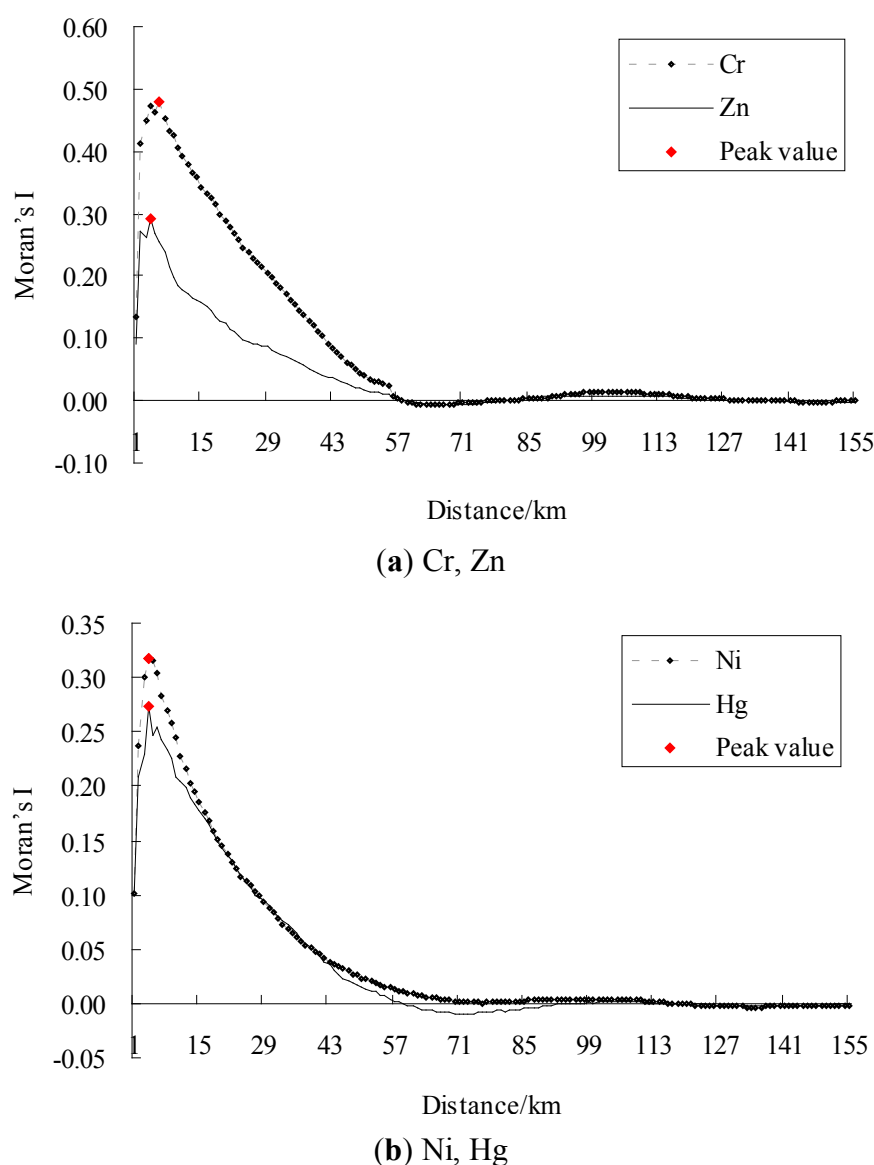 0.60
0.50
0.40
0.30
0.20
0.10
0.00
-0.10
Moran's I
Cr
Zn
Peak value
1 15 29 43 57 71 85 99 113 127 141 155
Distance/km
(a) Cr, Zn
0.35
0.30
0.25
0.20
0.15
0.10
0.05
0.00
-0.05
Moran's I
Ni
Hg
Peak value
1 15 29 43 57 71 85 99 113 127 141 155
Distance/km
(b) Ni, Hg